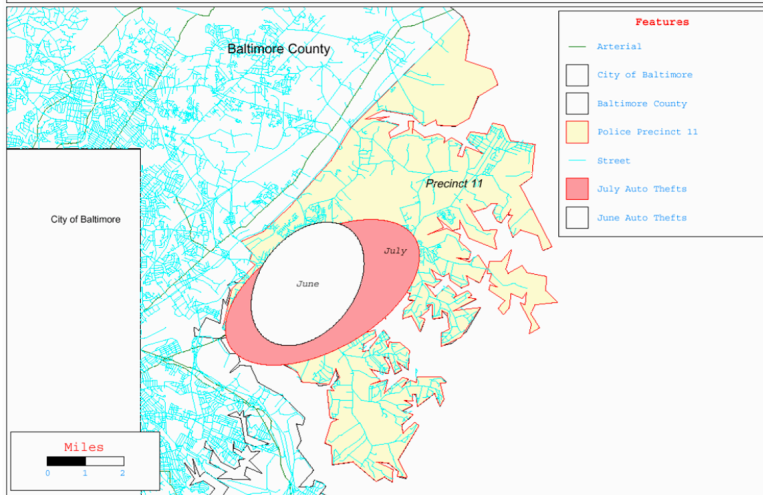 Baltimore County
City of Baltimore
Precinct 11
July
June
Features
Arterial
City of Baltimore
Baltimore County
Police Precinct 11
Street
July Auto Thefts
June Auto Thefts
Miles
0 1 2